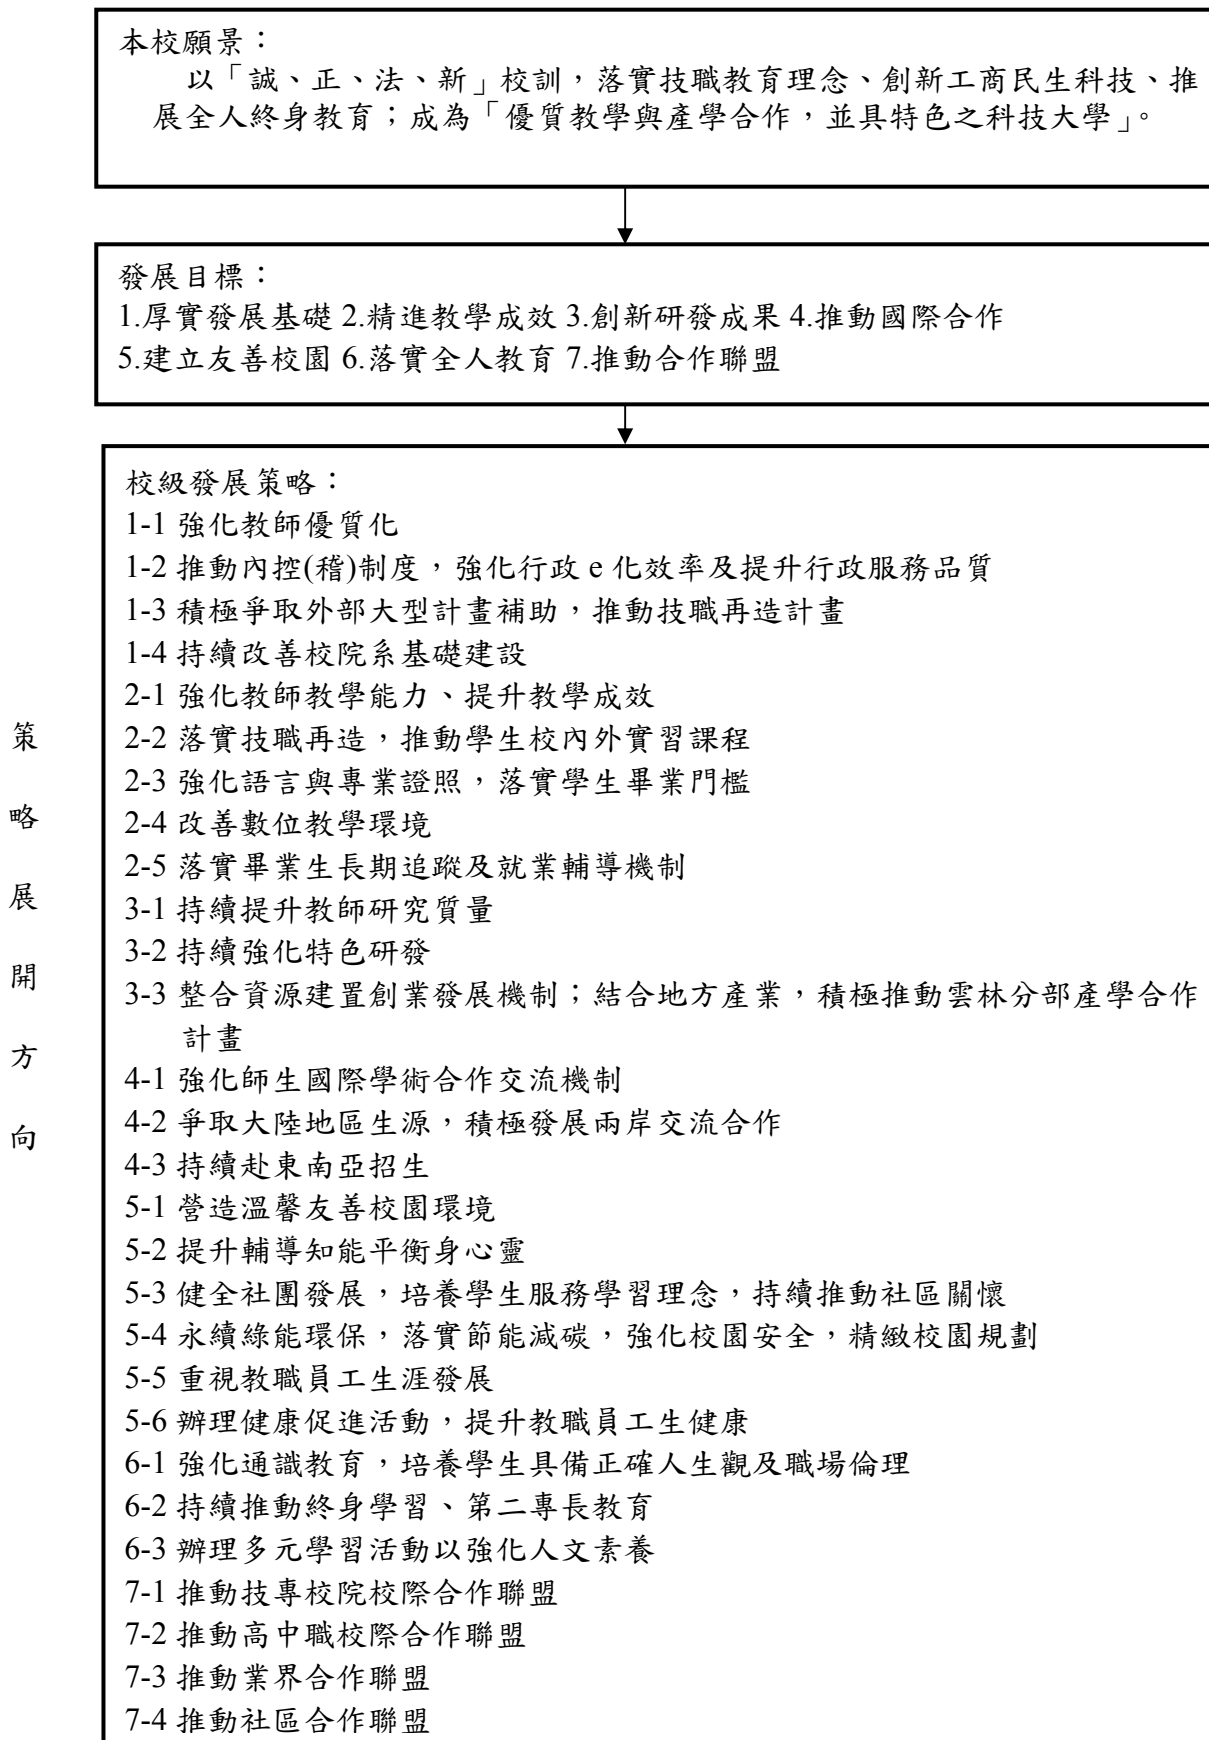 本校願景：
以「誠、正、法、新」校訓，落實技職教育理念、創新工商民生科技、推
展全人終身教育；成為「優質教學與產學合作，並具特色之科技大學」。
發展目標：
1.厚實發展基礎 2.精進教學成效 3.創新研發成果 4.推動國際合作
5.建立友善校園 6.落實全人教育 7.推動合作聯盟
策略展開方向
校級發展策略：
1-1 強化教師優質化
1-2 推動內控(稽)制度，強化行政 e 化效率及提升行政服務品質
1-3 積極爭取外部大型計畫補助，推動技職再造計畫
1-4 持續改善校院系基礎建設
2-1 強化教師教學能力、提升教學成效
2-2 落實技職再造，推動學生校內外實習課程
2-3 強化語言與專業證照，落實學生畢業門檻
2-4 改善數位教學環境
2-5 落實畢業生長期追蹤及就業輔導機制
3-1 持續提升教師研究質量
3-2 持續強化特色研發
3-3 整合資源建置創業發展機制；結合地方產業，積極推動雲林分部產學合作
計畫
4-1 強化師生國際學術合作交流機制
4-2 爭取大陸地區生源，積極發展兩岸交流合作
4-3 持續赴東南亞招生
5-1 營造溫馨友善校園環境
5-2 提升輔導知能平衡身心靈
5-3 健全社團發展，培養學生服務學習理念，持續推動社區關懷
5-4 永續綠能環保，落實節能減碳，強化校園安全，精緻校園規劃
5-5 重視教職員工生涯發展
5-6 辦理健康促進活動，提升教職員工生健康
6-1 強化通識教育，培養學生具備正確人生觀及職場倫理
6-2 持續推動終身學習、第二專長教育
6-3 辦理多元學習活動以強化人文素養
7-1 推動技專校院校際合作聯盟
7-2 推動高中職校際合作聯盟
7-3 推動業界合作聯盟
7-4 推動社區合作聯盟